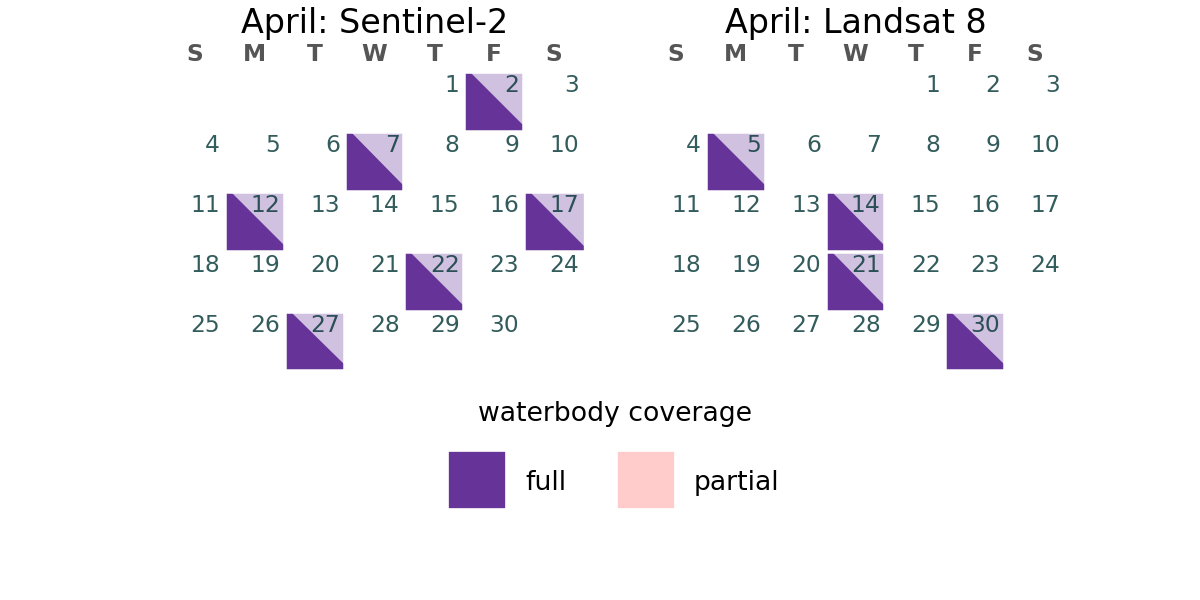 April: Sentinel-2
S M T W T F S
1 2 3
4 5 6 7 8 9 10
11 12 13 14 15 16 17
18 19 20 21 22 23 24
25 26 27 28 29 30
April: Landsat 8
S M T W T F S
1 2 3
4 5 6 7 8 9 10
11 12 13 14 15 16 17
18 19 20 21 22 23 24
25 26 27 28 29 30
waterbody coverage
full partial